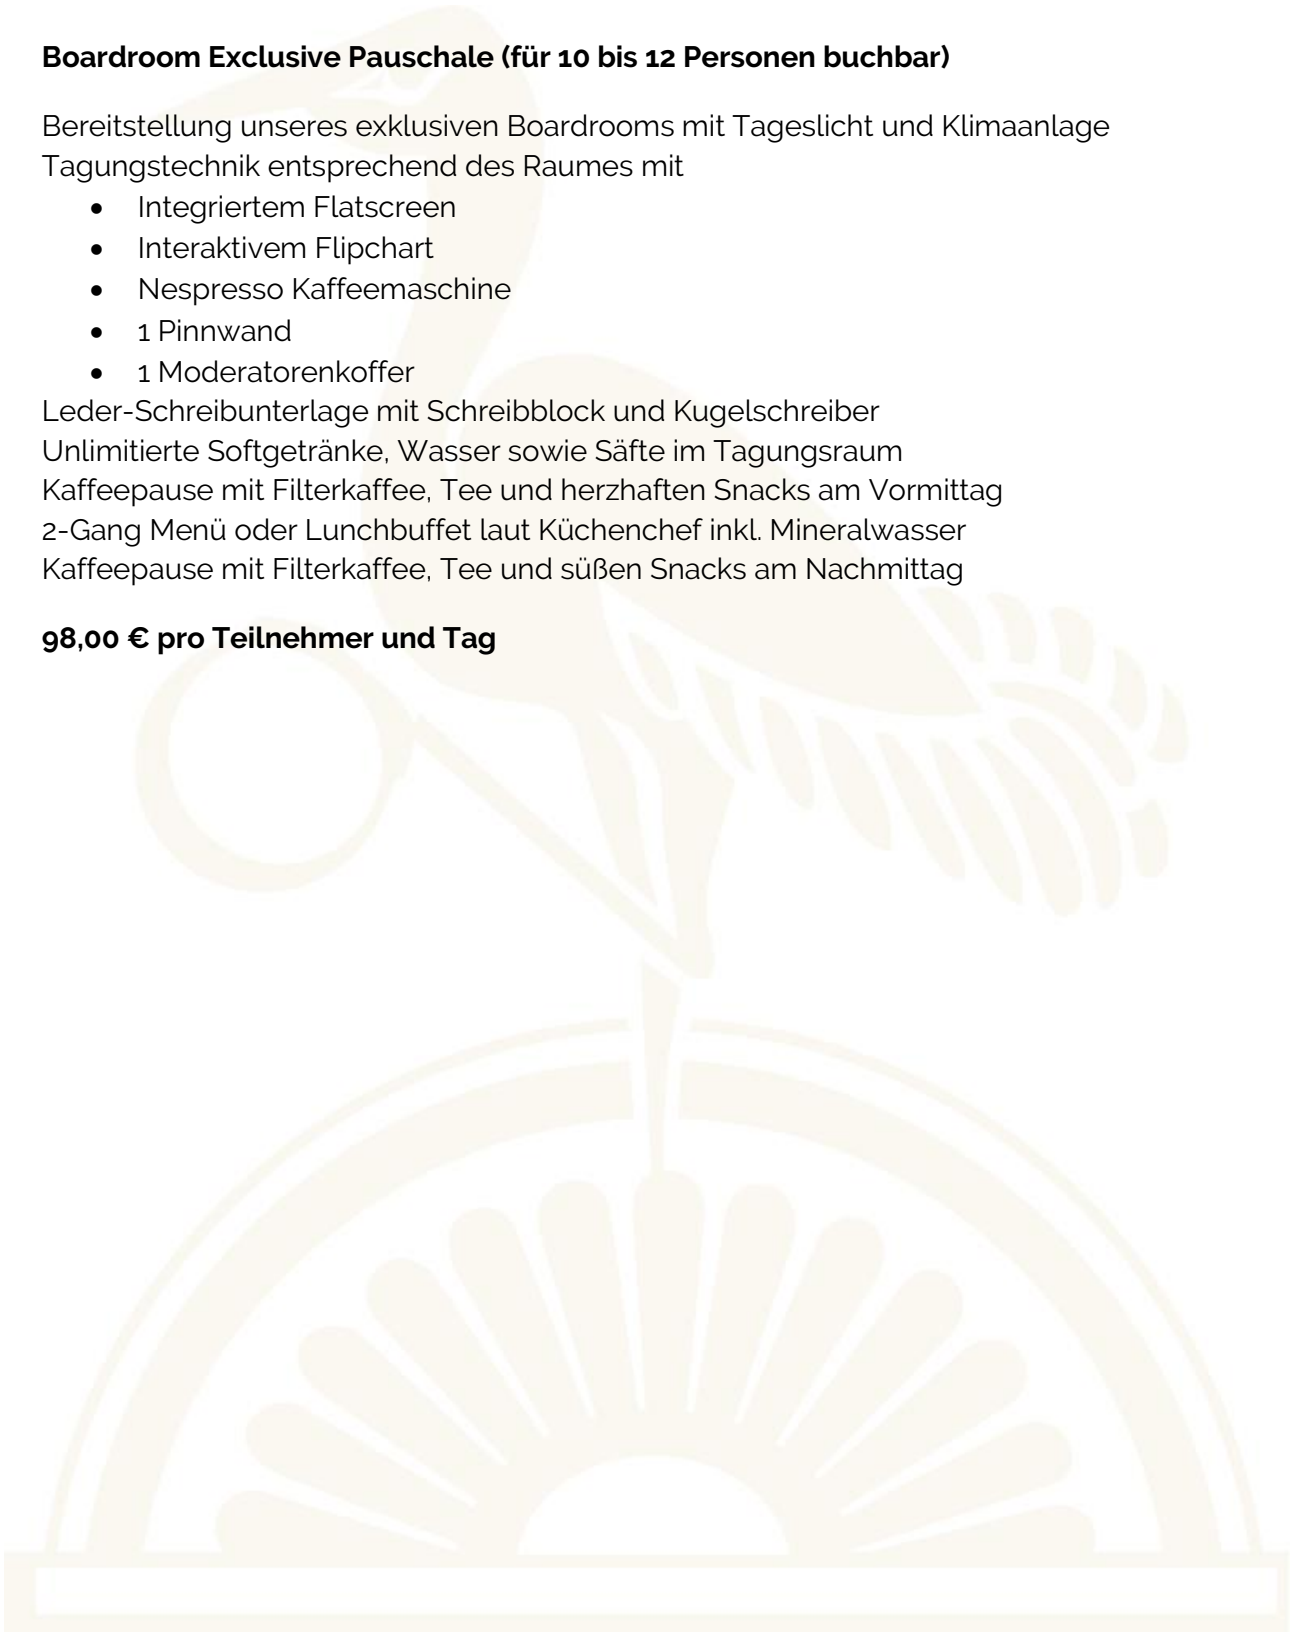 Boardroom Exclusive Pauschale (für 10 bis 12 Personen buchbar)
Bereitstellung unseres exklusiven Boardrooms mit Tageslicht und Klimaanlage
Tagungstechnik entsprechend des Raumes mit
• Integriertem Flatscreen
• Interaktivem Flipchart
• Nespresso Kaffeemaschine
• 1 Pinnwand
• 1 Moderatorenkoffer
Leder-Schreibunterlage mit Schreibblock und Kugelschreiber
Unlimitierte Softgetränke, Wasser sowie Säfte im Tagungsraum
Kaffeepause mit Filterkaffee, Tee und herzhaften Snacks am Vormittag
2-Gang Menü oder Lunchbuffet laut Küchenchef inkl. Mineralwasser
Kaffeepause mit Filterkaffee, Tee und süßen Snacks am Nachmittag
98,00 € pro Teilnehmer und Tag